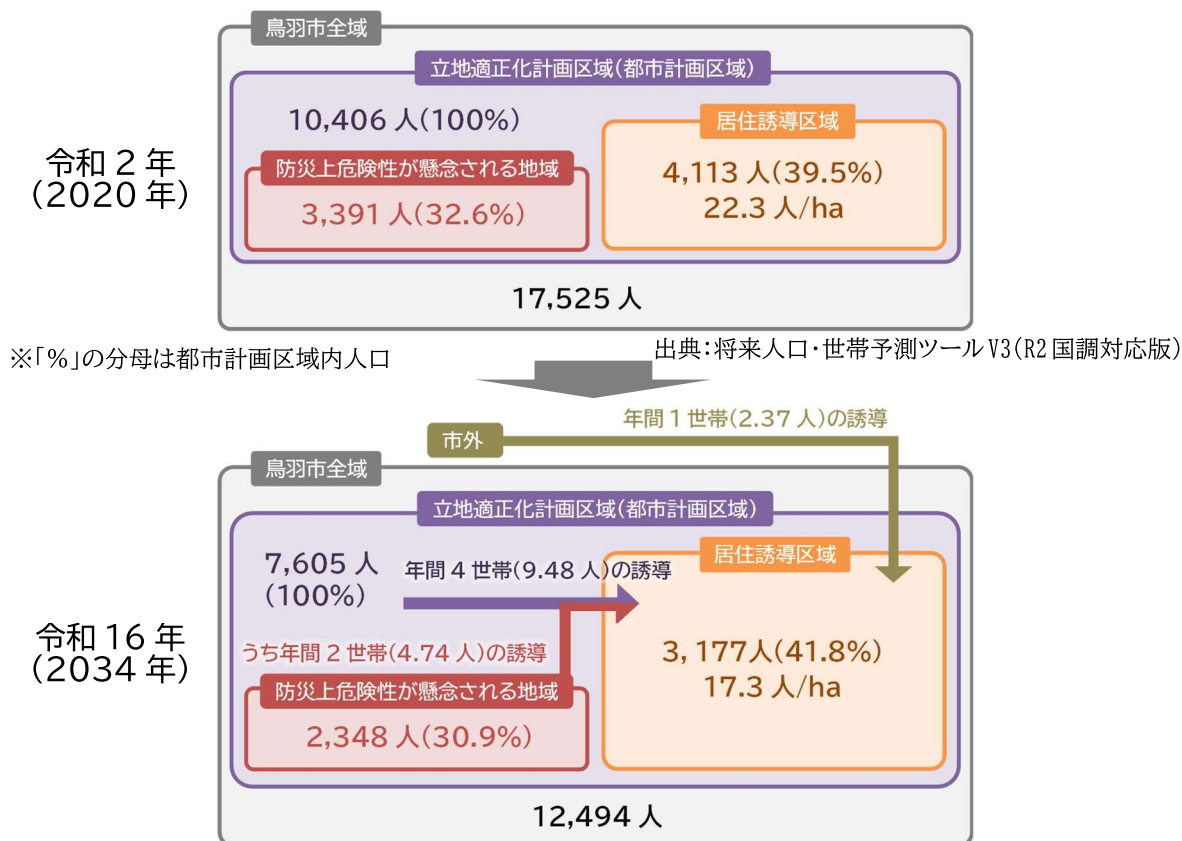 鳥羽市全域
立地適正化計画区域(都市計画区域)
10,406 人(100%)
居住誘導区域
防災上危険性が懸念される地域
4,113 人(39.5%)
22.3 人/ha
3,391 人(32.6%)
令和 2 年
(2020 年)
17,525 人
※「%」の分母は都市計画区域内人口
出典:将来人口・世帯予測ツールV3(R2国調対応版)
年間 1 世帯(2.37 人)の誘導
市外
鳥羽市全域
立地適正化計画区域(都市計画区域)
居住誘導区域
7,605 人
(100%)
年間 4 世帯(9.48 人)の誘導
令和 16 年
(2034 年)
うち年間 2 世帯(4.74 人)の誘導
3, 177人(41.8%)
17.3 人/ha
防災上危険性が懸念される地域
2,348 人(30.9%)
12,494 人